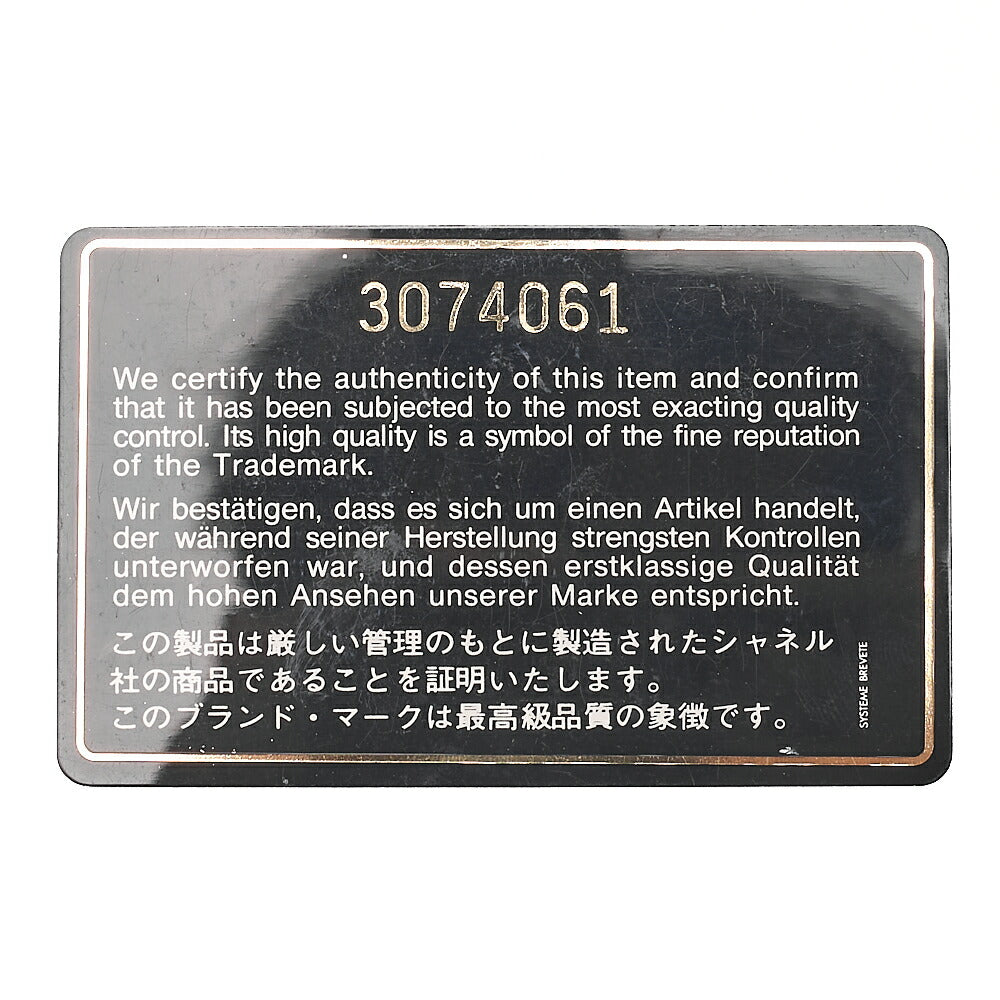 3074061
We certify the authenticity of this item and confirm
that it has been subjected to the most exacting quality
control. Its high quality is a symbol of the fine reputation
of the Trademark.
Wir bestätigen, dass es sich um einen Artikel handelt,
der während seiner Herstellung strengsten Kontrollen
unterworfen war, und dessen erstklassige Qualität
dem hohen Ansehen unserer Marke entspricht.
この製品は厳しい管理のもとに製造されたシャネル
社の商品であることを証明いたします。
このブランド・マークは最高級品質の象徴です。
SYSTEME BREVETE